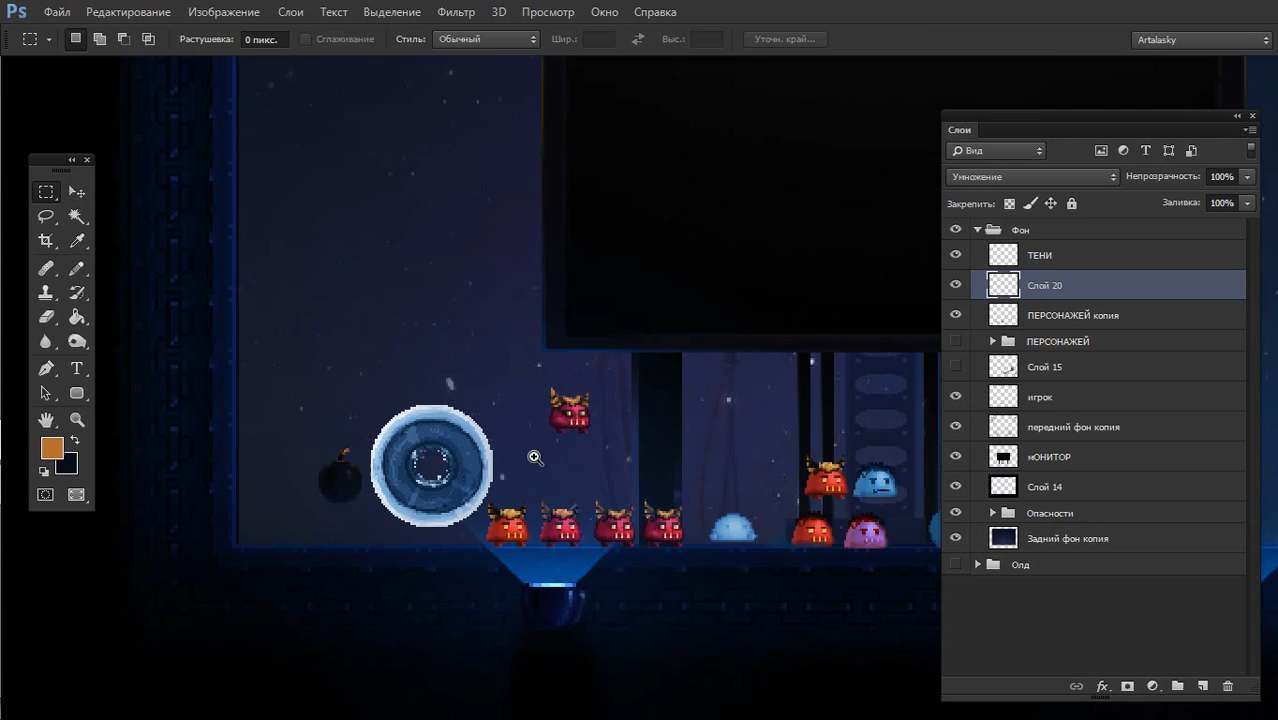 Ps Файл Редактирование Изображение Слои Текст Выделение Фильтр 3D Просмотр Окно Справка
Растушевка: 0 пикс. Сглаживание Стиль: Обычный Шир.: Выс.: Уточн. край... Artalasky
Слои
Вид
Умножение Непрозрачность: 100%
Закрепить: Заливка: 100%
Фон
ТЕНИ
Слой 20
ПЕРСОНАЖЕЙ копия
ПЕРСОНАЖЕЙ
Слой 15
игрок
передний фон копия
мОНИТОР
Слой 14
Опасности
Задний фон копия
Олд